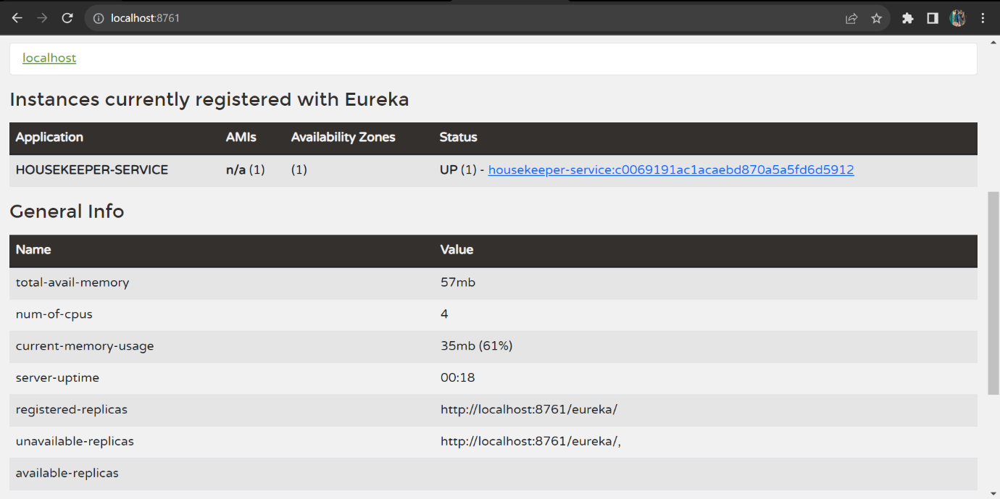 localhost:8761
localhost
Instances currently registered with Eureka
Application AMIs Availability Zones Status
HOUSEKEEPER-SERVICE n/a (1) (1) UP (1) - housekeeper-service:c0069191ac1acaebd870a5a5fd6d5912
General Info
Name Value
total-avail-memory 57mb
num-of-cpus 4
current-memory-usage 35mb (61%)
server-uptime 00:18
registered-replicas http://localhost:8761/eureka/
unavailable-replicas http://localhost:8761/eureka/,
available-replicas